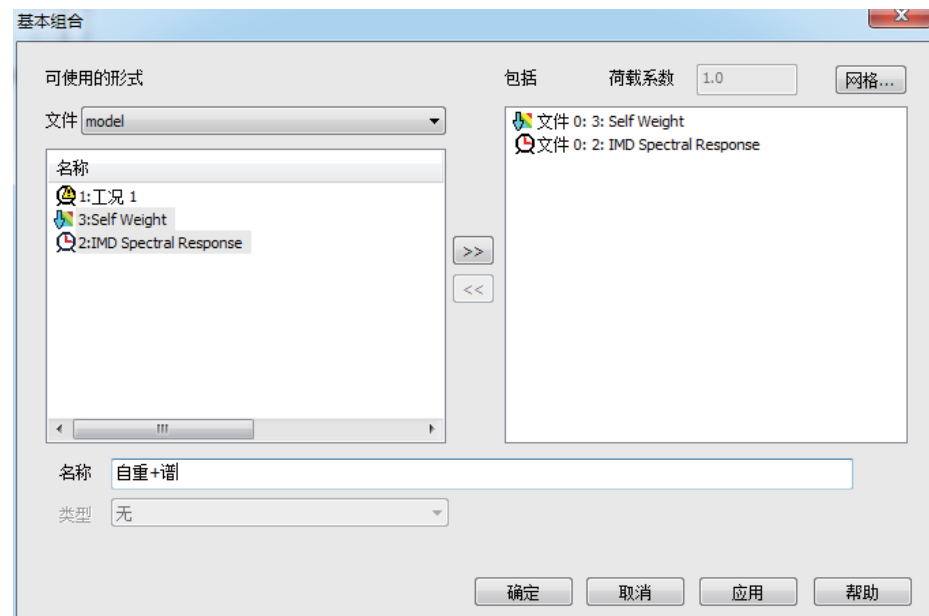 基本组合
可使用的形式
包括 荷载系数 1.0 网格...
文件 model
文件 0: 3: Self Weight
文件 0: 2: IMD Spectral Response
名称
1:工况 1
3:Self Weight
2:IMD Spectral Response
>>
<<
名称 自重+谱
类型 无
确定 取消 应用 帮助